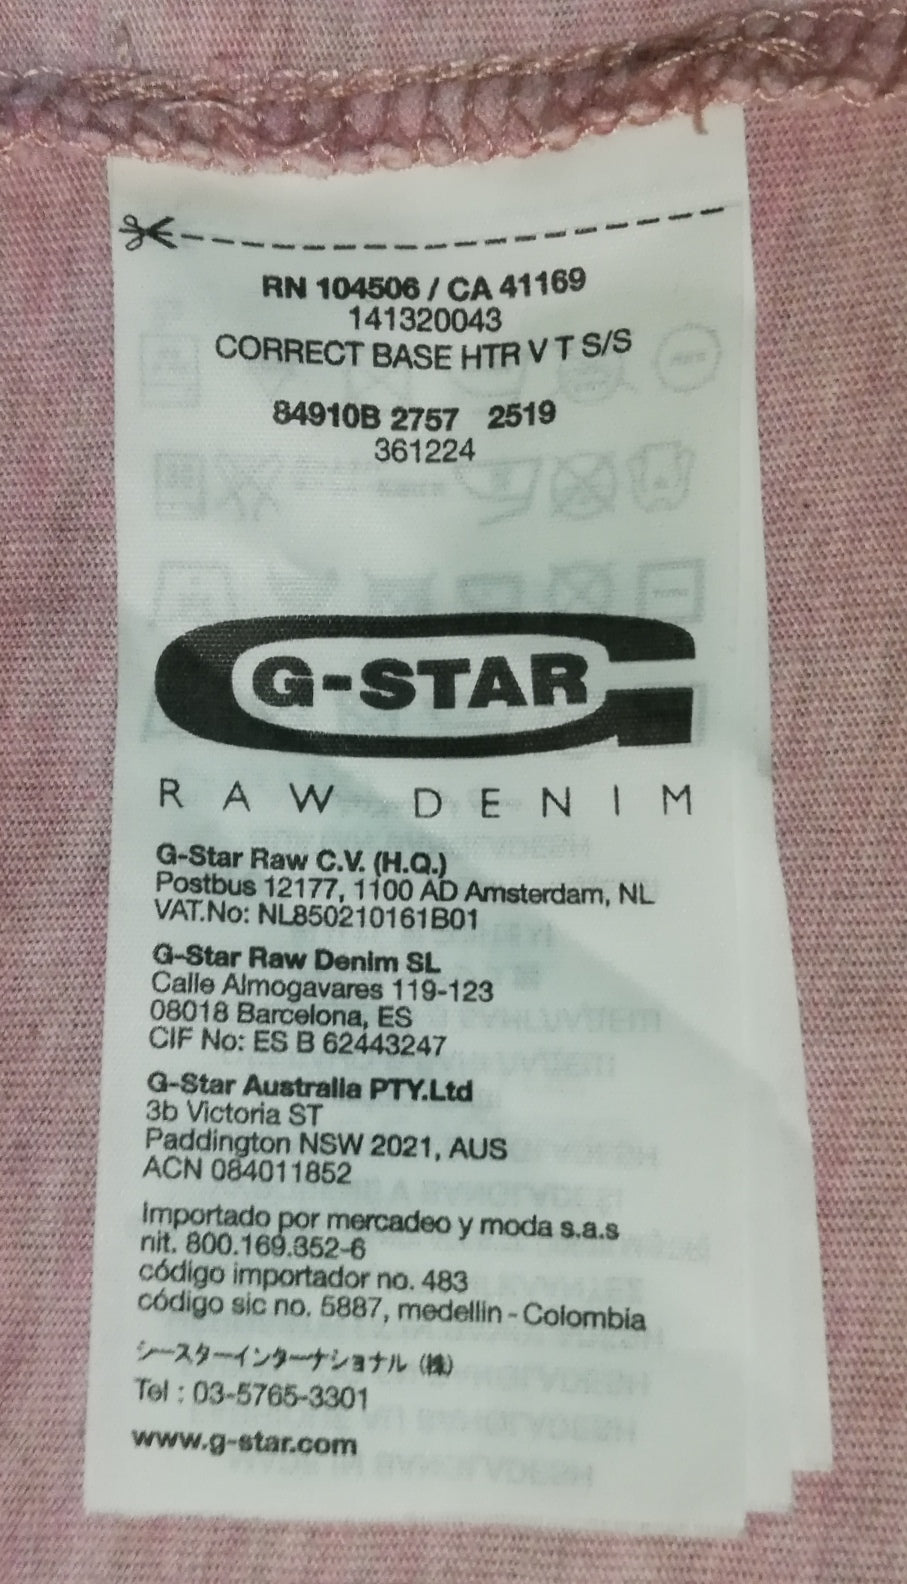 RN 104506 / CA 41169
141320043
CORRECT BASE HTR V T S/S
84910B 2757 2519
361224
G-STAR
RAW DENIM
G-Star Raw C.V. (H.Q.)
Postbus 12177, 1100 AD Amsterdam, NL
VAT.No: NL850210161B01
G-Star Raw Denim SL
Calle Almogavares 119-123
08018 Barcelona, ES
CIF No: ES B 62443247
G-Star Australia PTY.Ltd
3b Victoria ST
Paddington NSW 2021, AUS
ACN 084011852
Importado por mercadeo y moda s.a.s
nit. 800.169.352-6
código importador no. 483
código sic no. 5887, medellin - Colombia
ジースターインターナショナル (株)
Tel : 03-5765-3301
www.g-star.com